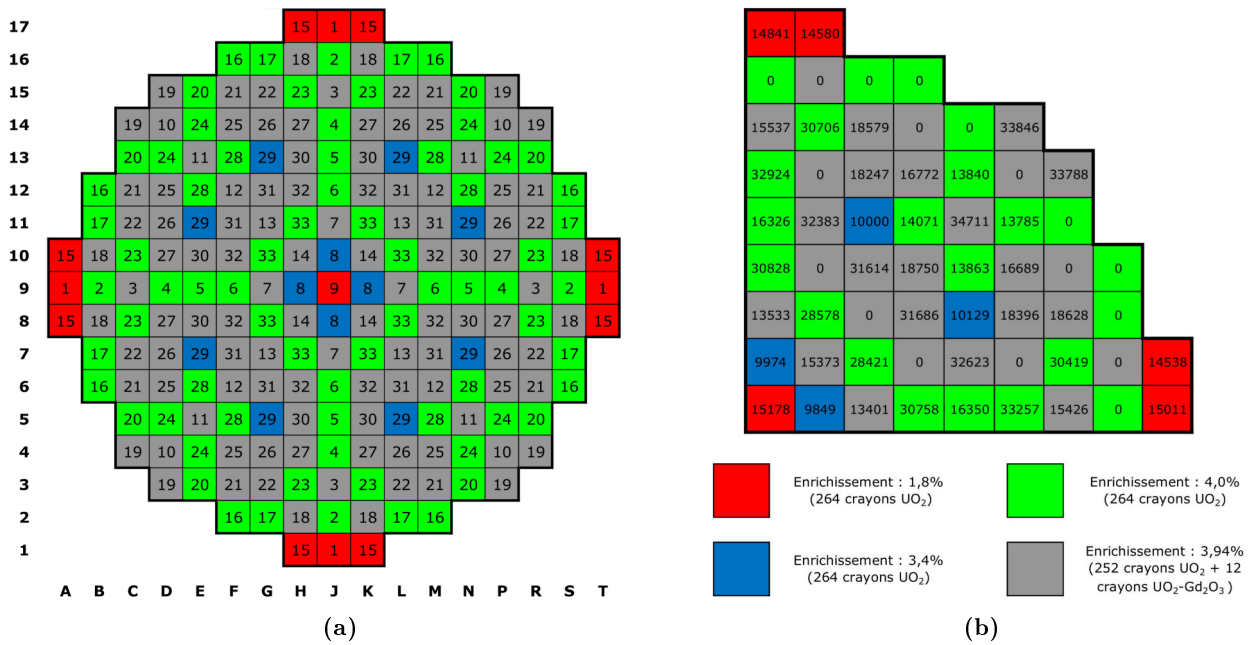 17 15 1 15
16 16 17 18 2 18 17 16
15 19 20 21 22 23 3 23 22 21 20 19
14 19 10 24 25 26 27 4 27 26 25 24 10 19
13 20 24 11 28 29 30 5 30 29 28 11 24 20
12 16 21 25 28 12 31 32 6 32 31 12 28 25 21 16
11 17 22 26 29 31 13 33 7 33 13 31 29 26 22 17
10 15 18 23 27 30 32 33 14 8 14 33 32 30 27 23 18 15
9 1 2 3 4 5 6 7 8 9 8 7 6 5 4 3 2 1
8 15 18 23 27 30 32 33 14 8 14 33 32 30 27 23 18 15
7 17 22 26 29 31 13 33 7 33 13 31 29 26 22 17
6 16 21 25 28 12 31 32 6 32 31 12 28 25 21 16
5 20 24 11 28 29 30 5 30 29 28 11 24 20
4 19 10 24 25 26 27 4 27 26 25 24 10 19
3 19 20 21 22 23 3 23 22 21 20 19
2 16 17 18 2 18 17 16
1 15 1 15
A B C D E F G H J K L M N P R S T
(a)
14841 14580
0 0 0 0
15537 30706 18579 0 0 33846
32924 0 18247 16772 13840 0 33788
16326 32383 10000 14071 34711 13785 0
30828 0 31614 18750 13863 16689 0 0
13533 28578 0 31686 10129 18396 18628 0
9974 15373 28421 0 32623 0 30419 0 14538
15178 9849 13401 30758 16350 33257 15426 0 15011
Enrichissement : 1,8%
(264 crayons UO₂)
Enrichissement : 4,0%
(264 crayons UO₂)
Enrichissement : 3,4%
(264 crayons UO₂)
Enrichissement : 3,94%
(252 crayons UO₂ + 12
crayons UO₂-Gd₂O₃ )
(b)